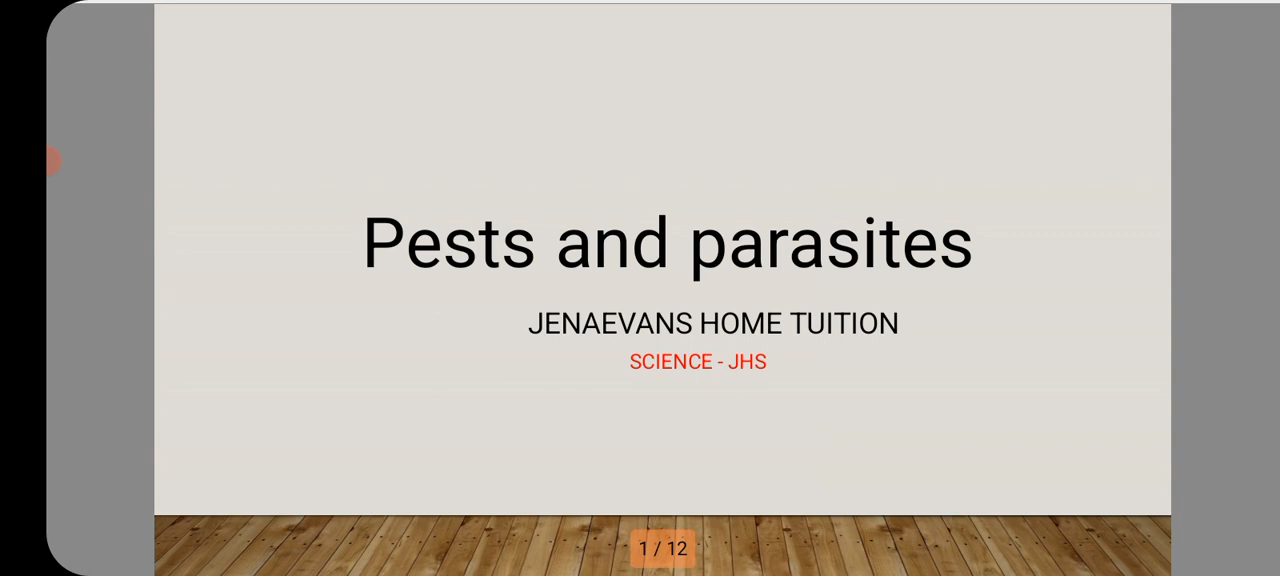 Pests and parasites
JENAEVANS HOME TUITION
SCIENCE - JHS
1 / 12